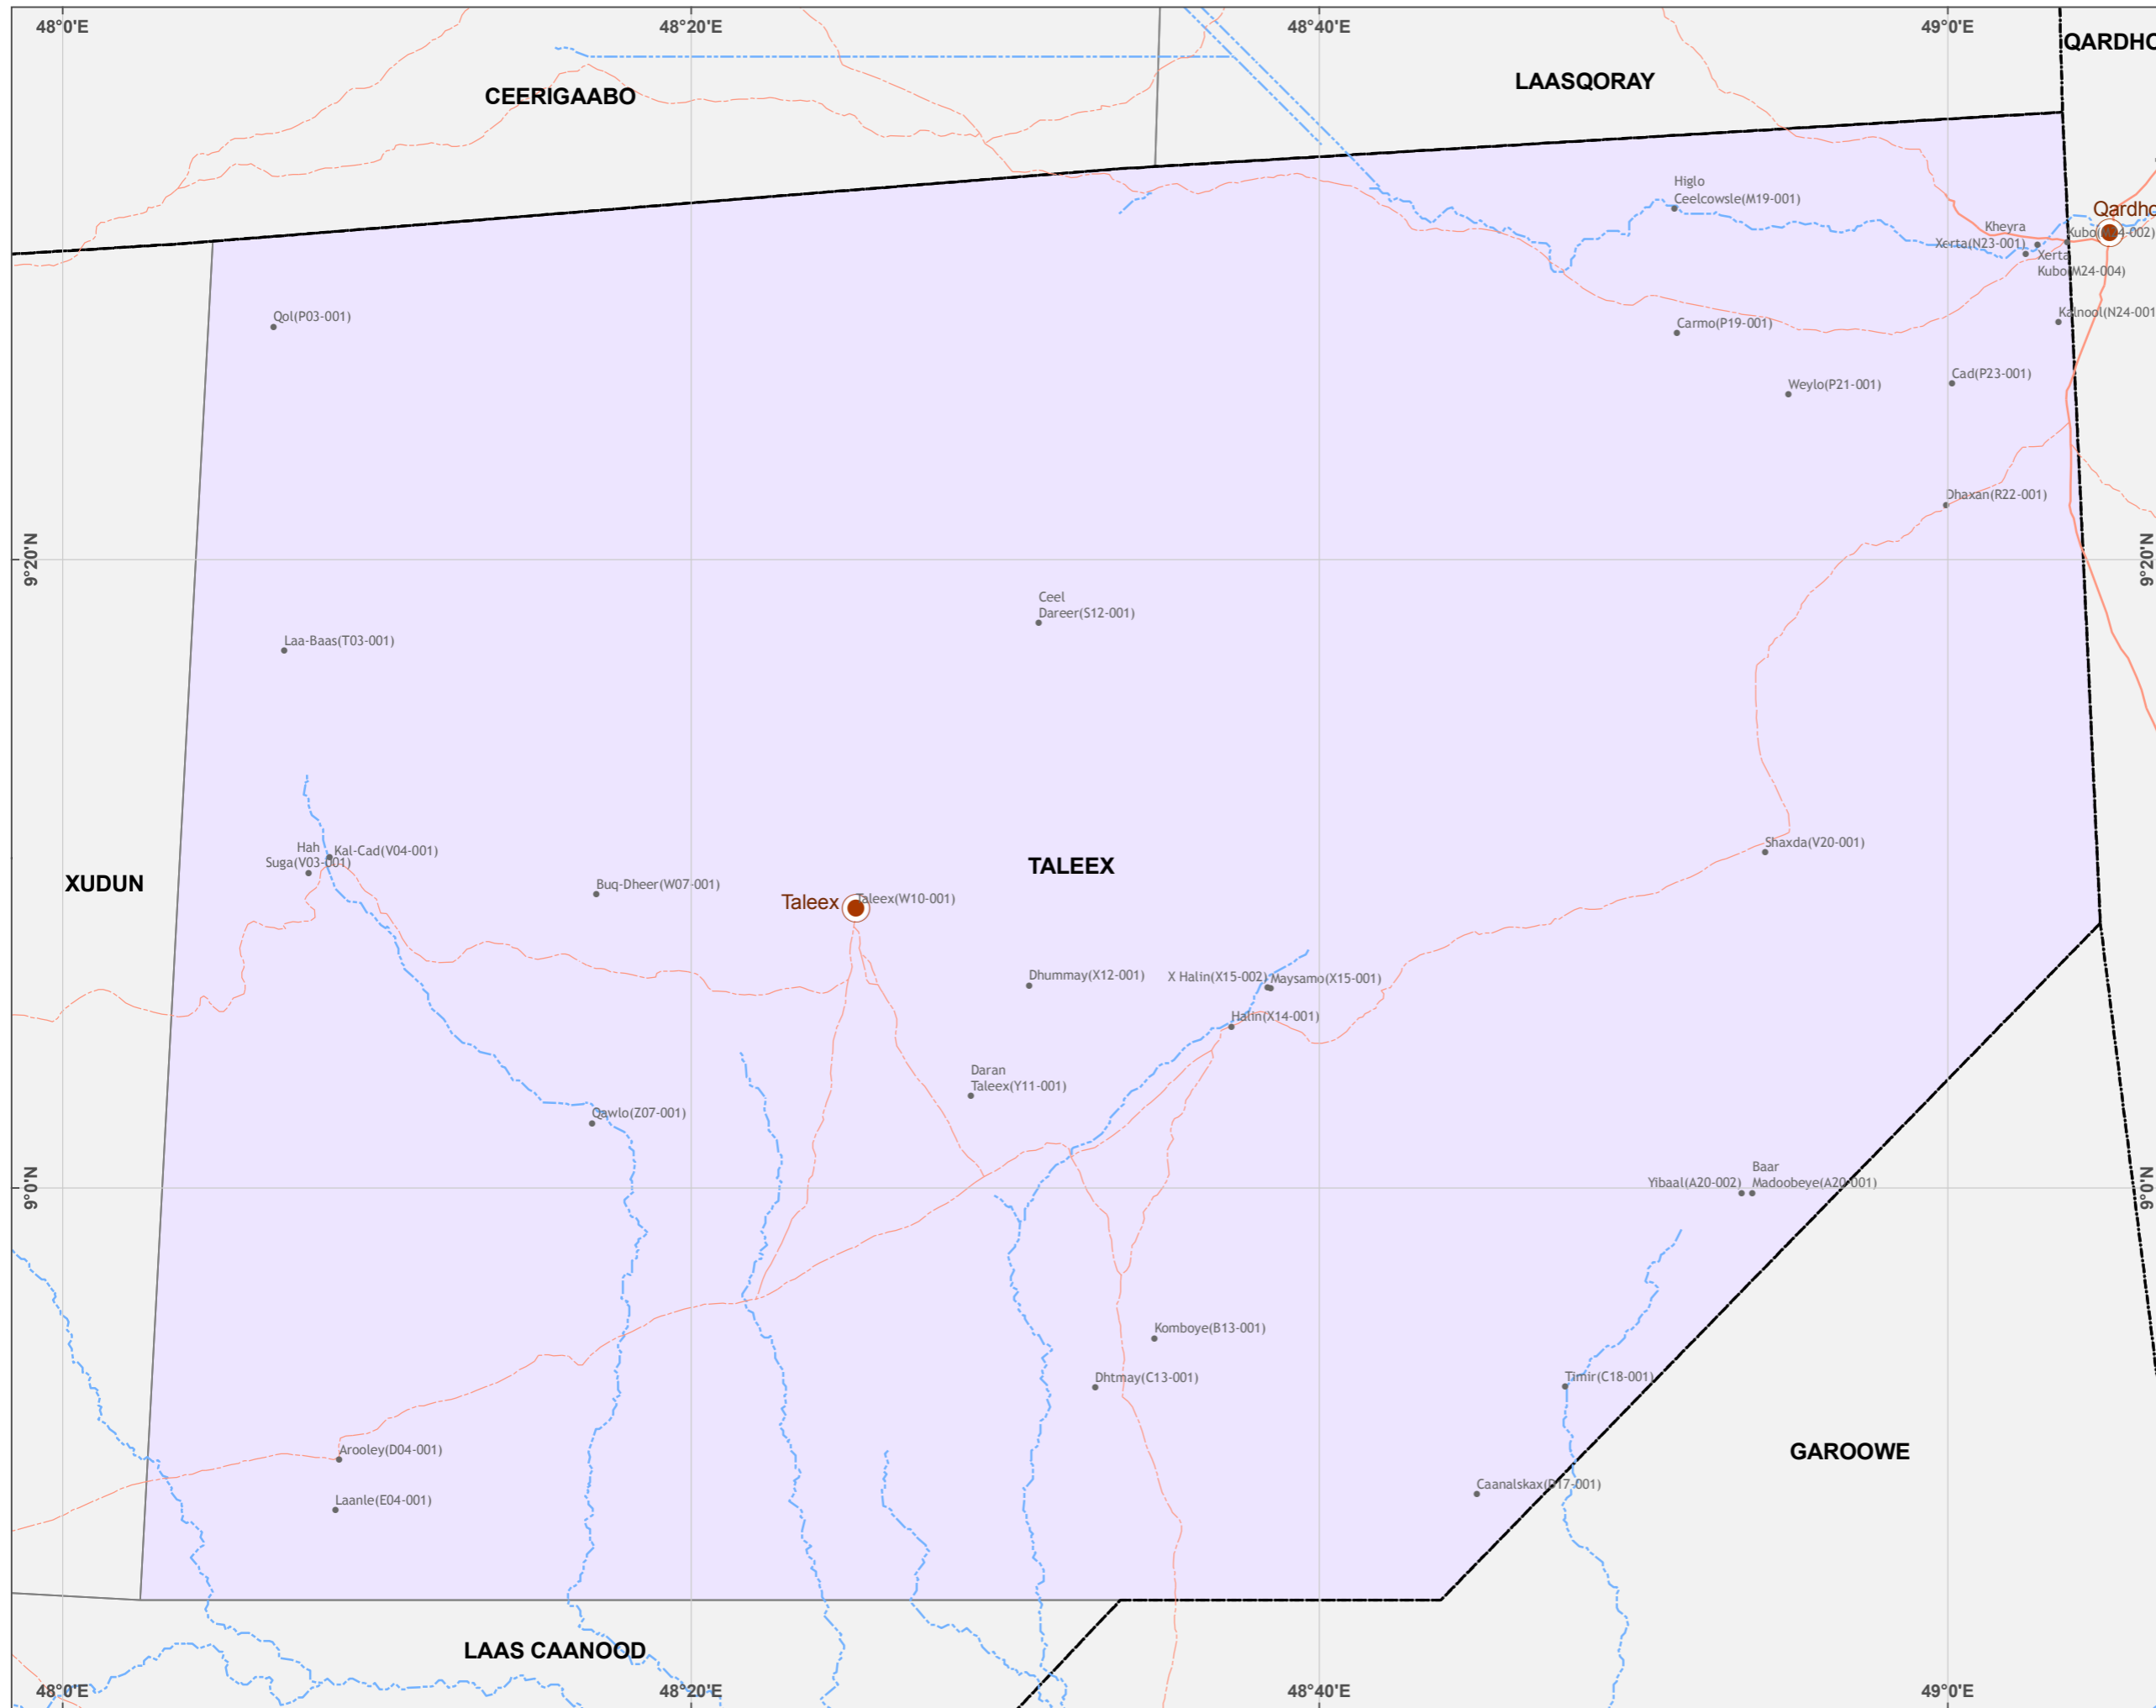 48°0'E
48°20'E
48°40'E
49°0'E
QARDHO
CEERIGAABO
LAASQORAY
Higlo
Ceelcowsle(M19-001)
Qardho
Kheyra
Xerta(N23-001)
Xerta
Kubo(M24-004)
Qol(P03-001)
Carmo(P19-001)
Kalnool(N24-001
Cad(P23-001)
Weylo(P21-001)
Dhaxan(R22-001)
9°20'N
9°20'N
Ceel
Dareer(S12-001)
Laa-Baas(T03-001)
Hah
Suga(V03-001)
Kal-Cad(V04-001)
Shaxda(V20-001)
XUDUN
TALEEX
Buq-Dheer(W07-001)
Taleex
Taleex(W10-001)
Dhummay(X12-001)
X Halin(X15-002)
Maysamo(X15-001)
Halin(X14-001)
Daran
Taleex(Y11-001)
Qawlo(Z07-001)
9°0'N
9°0'N
Baar
Yibaal(A20-002)
Madoobeye(A20-001)
Komboye(B13-001)
Dhtmay(C13-001)
Timir(C18-001)
Arooley(D04-001)
GAROOWE
Caanalskax(D17-001)
Laanle(E04-001)
LAAS CAANOOD
48°0'E
48°20'E
48°40'E
49°0'E